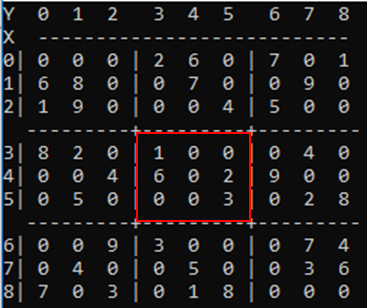 Y 0 1 2 3 4 5 6 7 8
X -----------------------------
0| 0 0 0 | 2 6 0 | 7 0 1
1| 6 8 0 | 0 7 0 | 0 9 0
2| 1 9 0 | 0 0 4 | 5 0 0
---------+---------+---------
3| 8 2 0 | 1 0 0 | 0 4 0
4| 0 0 4 | 6 0 2 | 9 0 0
5| 0 5 0 | 0 0 3 | 0 2 8
---------+---------+---------
6| 0 0 9 | 3 0 0 | 0 7 4
7| 0 4 0 | 0 5 0 | 0 3 6
8| 7 0 3 | 0 1 8 | 0 0 0